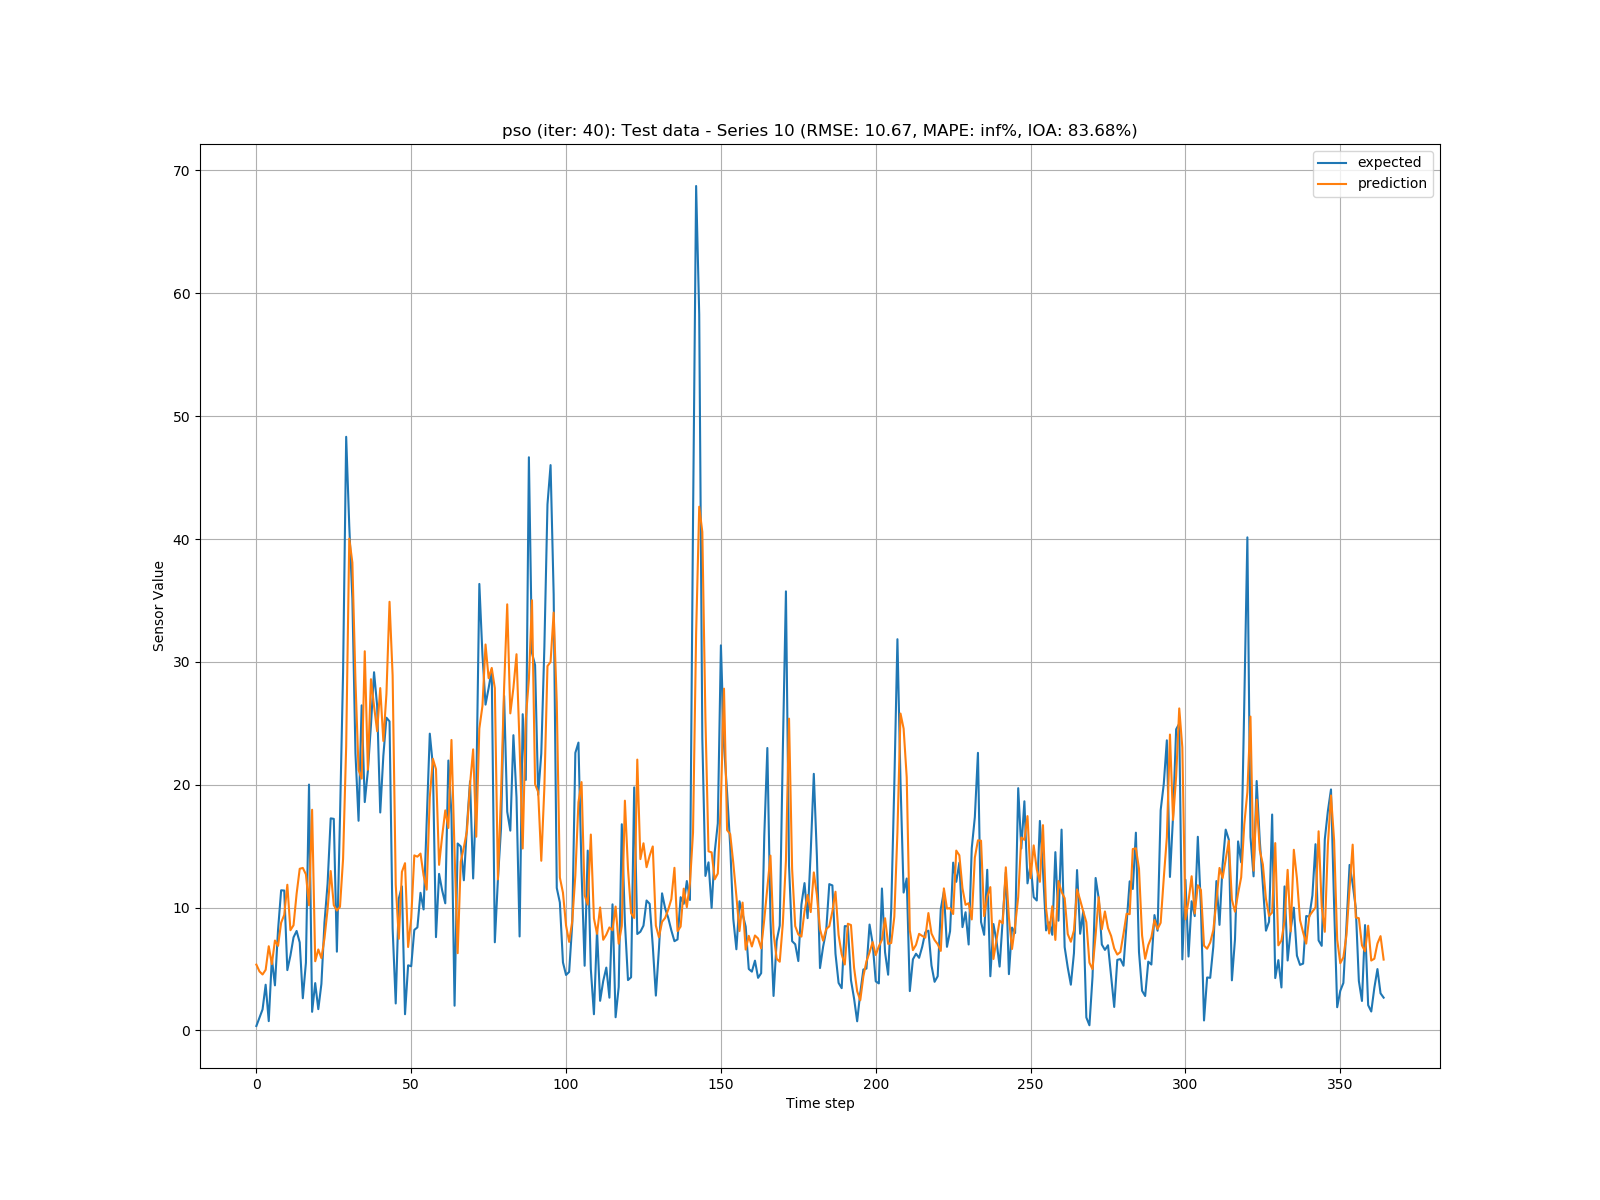 pso (iter: 40): Test data - Series 10 (RMSE: 10.67, MAPE: inf%, IOA: 83.68%)
expected
prediction
70
60
50
40
30
20
10
0
Sensor Value
0 50 100 150 200 250 300 350
Time step